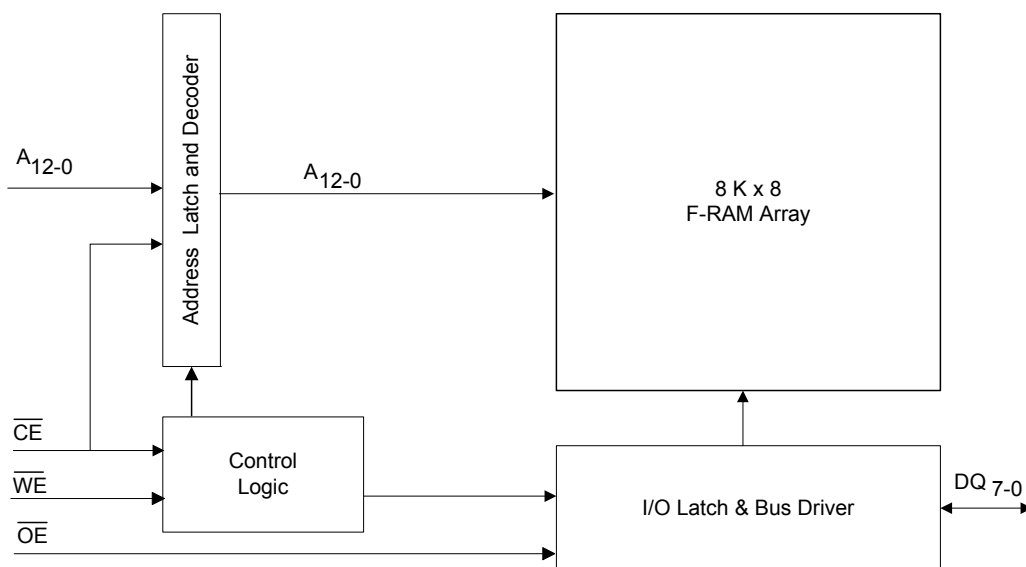 Address Latch and Decoder
A12-0
A12-0
8 K x 8
F-RAM Array
CE
WE
OE
Control
Logic
I/O Latch & Bus Driver
DQ 7-0